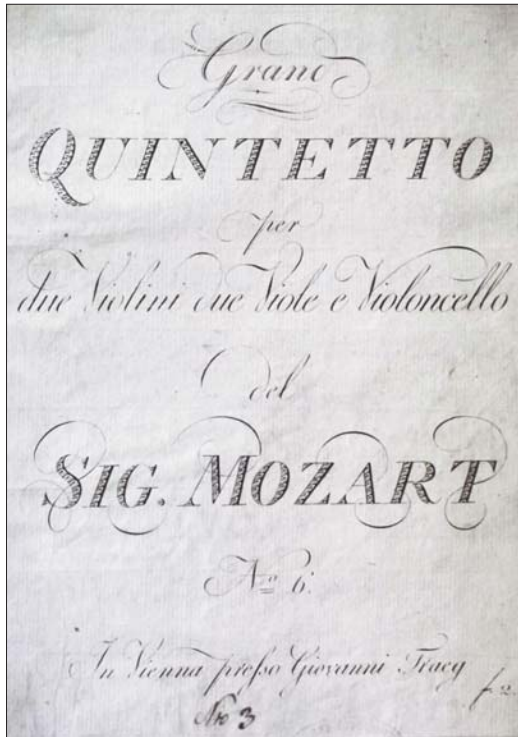 Grand
QUINTETTO
per
due Violini due Viole e Violoncello
del
SIG. MOZART
No 6.
In Vienna presso Giovanni Traeg
f 2.
No 3